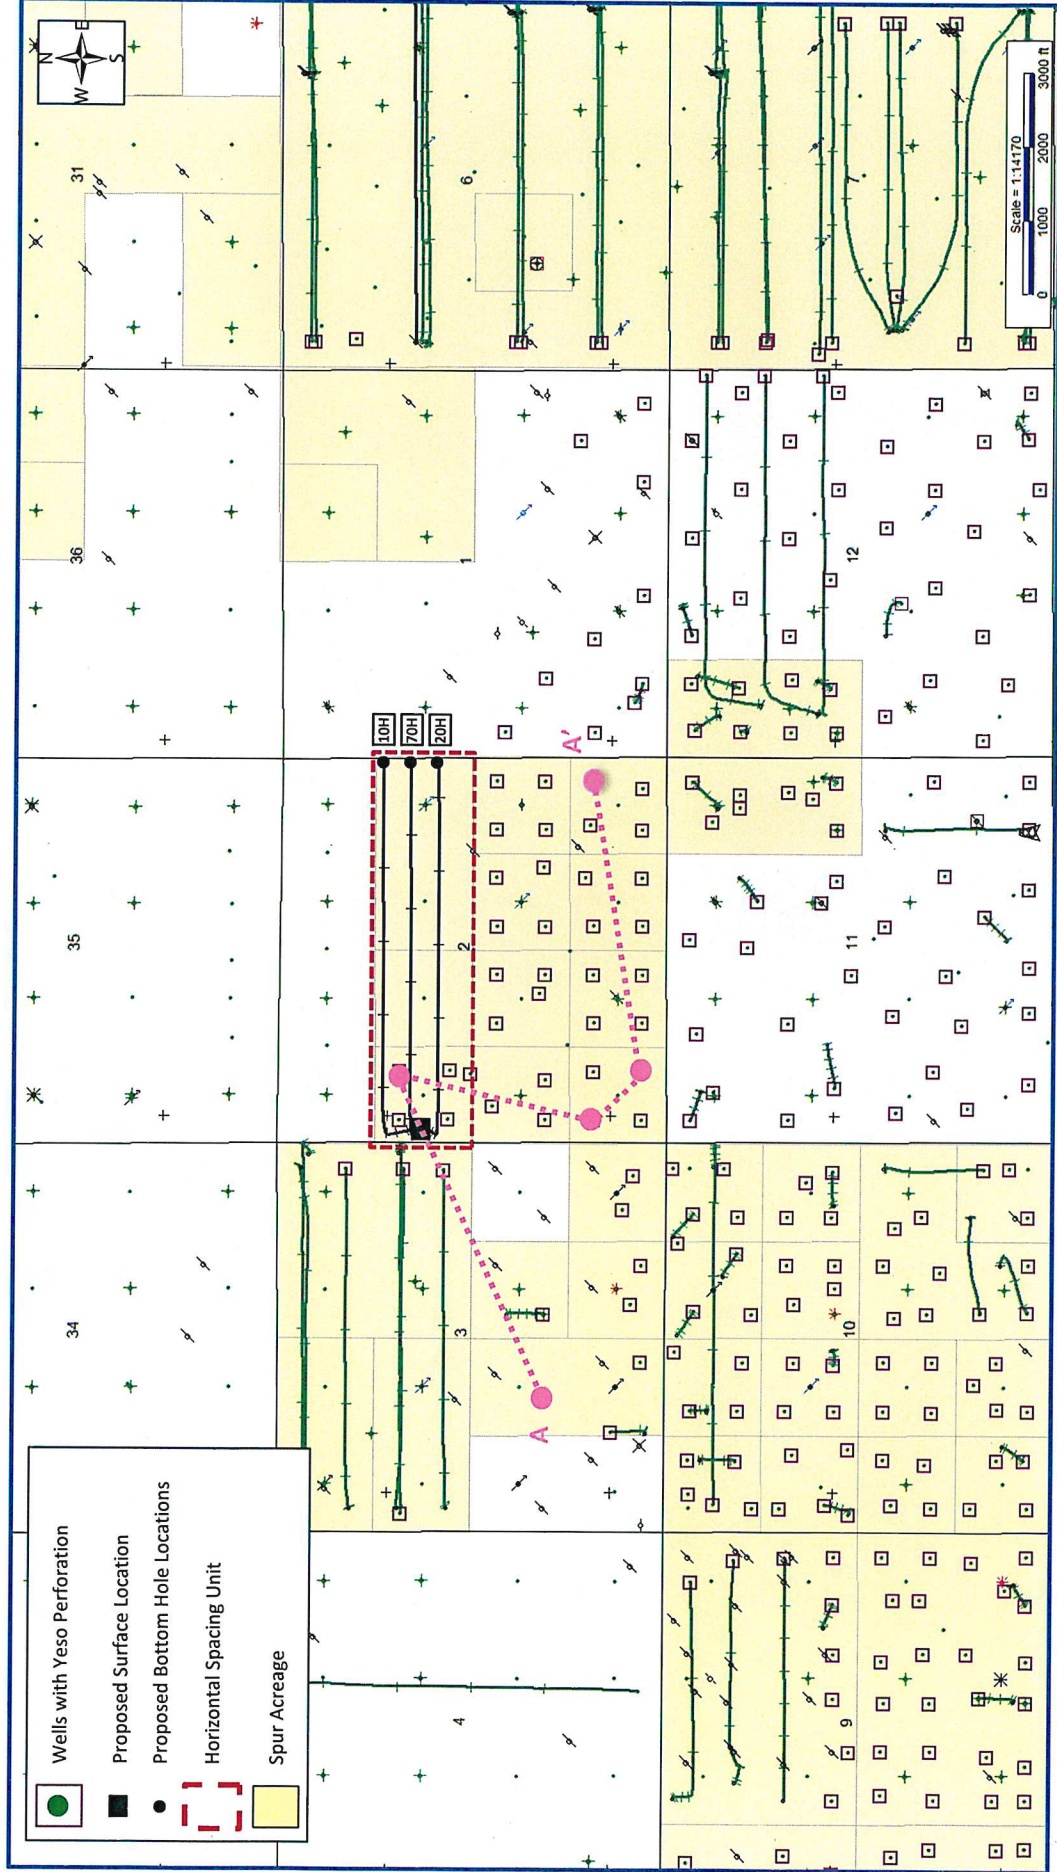 N
E
S
W
31
36
35
34
6
1
2
3
4
7
12
11
10
9
10H
70H
20H
A
A'
Wells with Yeso Perforation
Proposed Surface Location
Proposed Bottom Hole Locations
Horizontal Spacing Unit
Spur Acreage
Scale = 1:14170
0 1000 2000 3000 ft